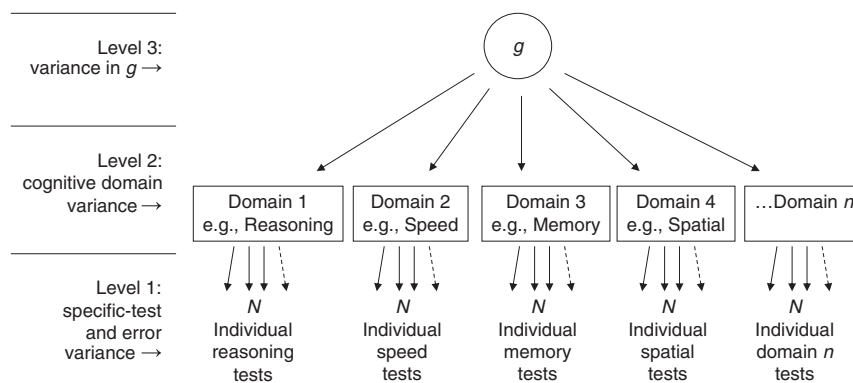 Level 3:
variance in g →
g
Level 2:
cognitive domain
variance →
Domain 1
e.g., Reasoning
Domain 2
e.g., Speed
Domain 3
e.g., Memory
Domain 4
e.g., Spatial
...Domain n
Level 1:
specific-test
and error
variance →
N
Individual
reasoning
tests
N
Individual
speed
tests
N
Individual
memory
tests
N
Individual
spatial
tests
N
Individual
domain n
tests